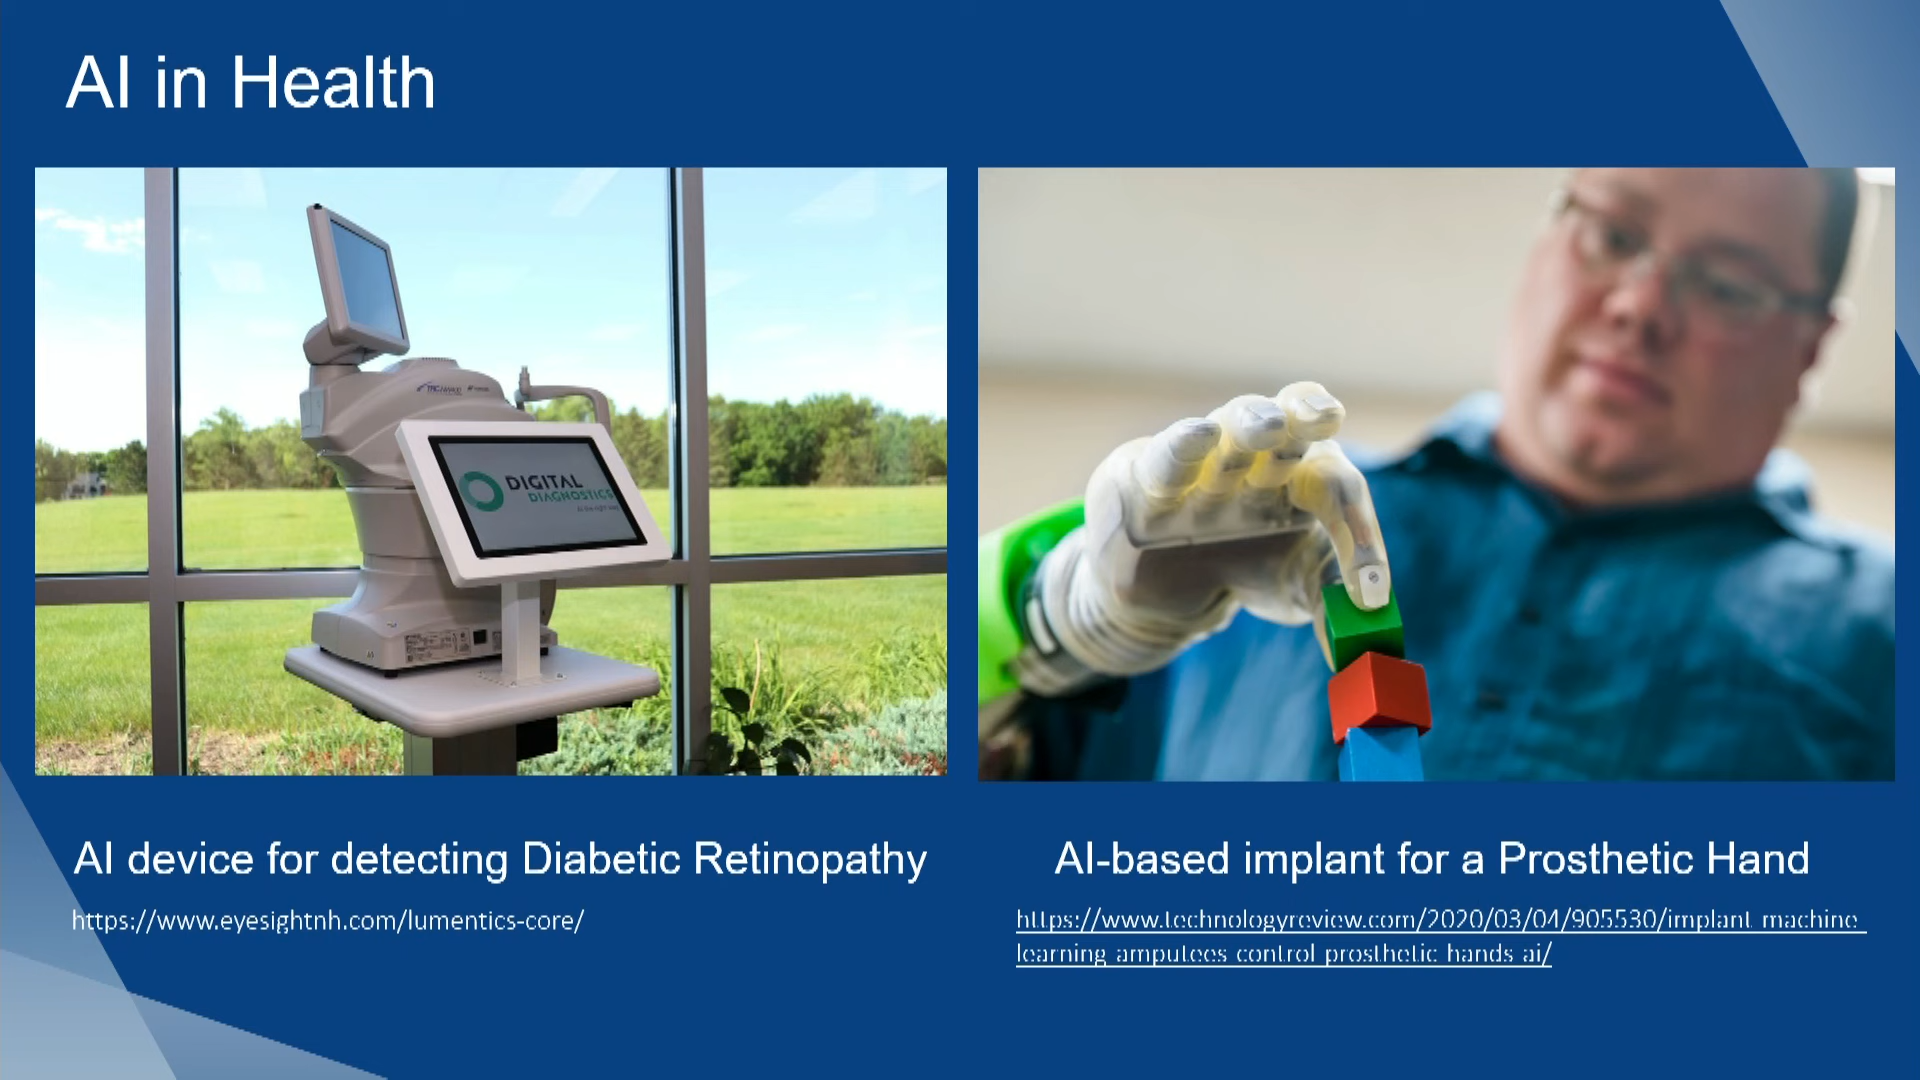 AI in Health
DIGITAL
DIAGNOSTICS
AI device for detecting Diabetic Retinopathy
AI-based implant for a Prosthetic Hand
https://www.eyesightnh.com/lumentics-core/
https://www.technologyreview.com/2020/03/04/905530/implant-machine-
learning-amputees-control-prosthetic-hands-ai/